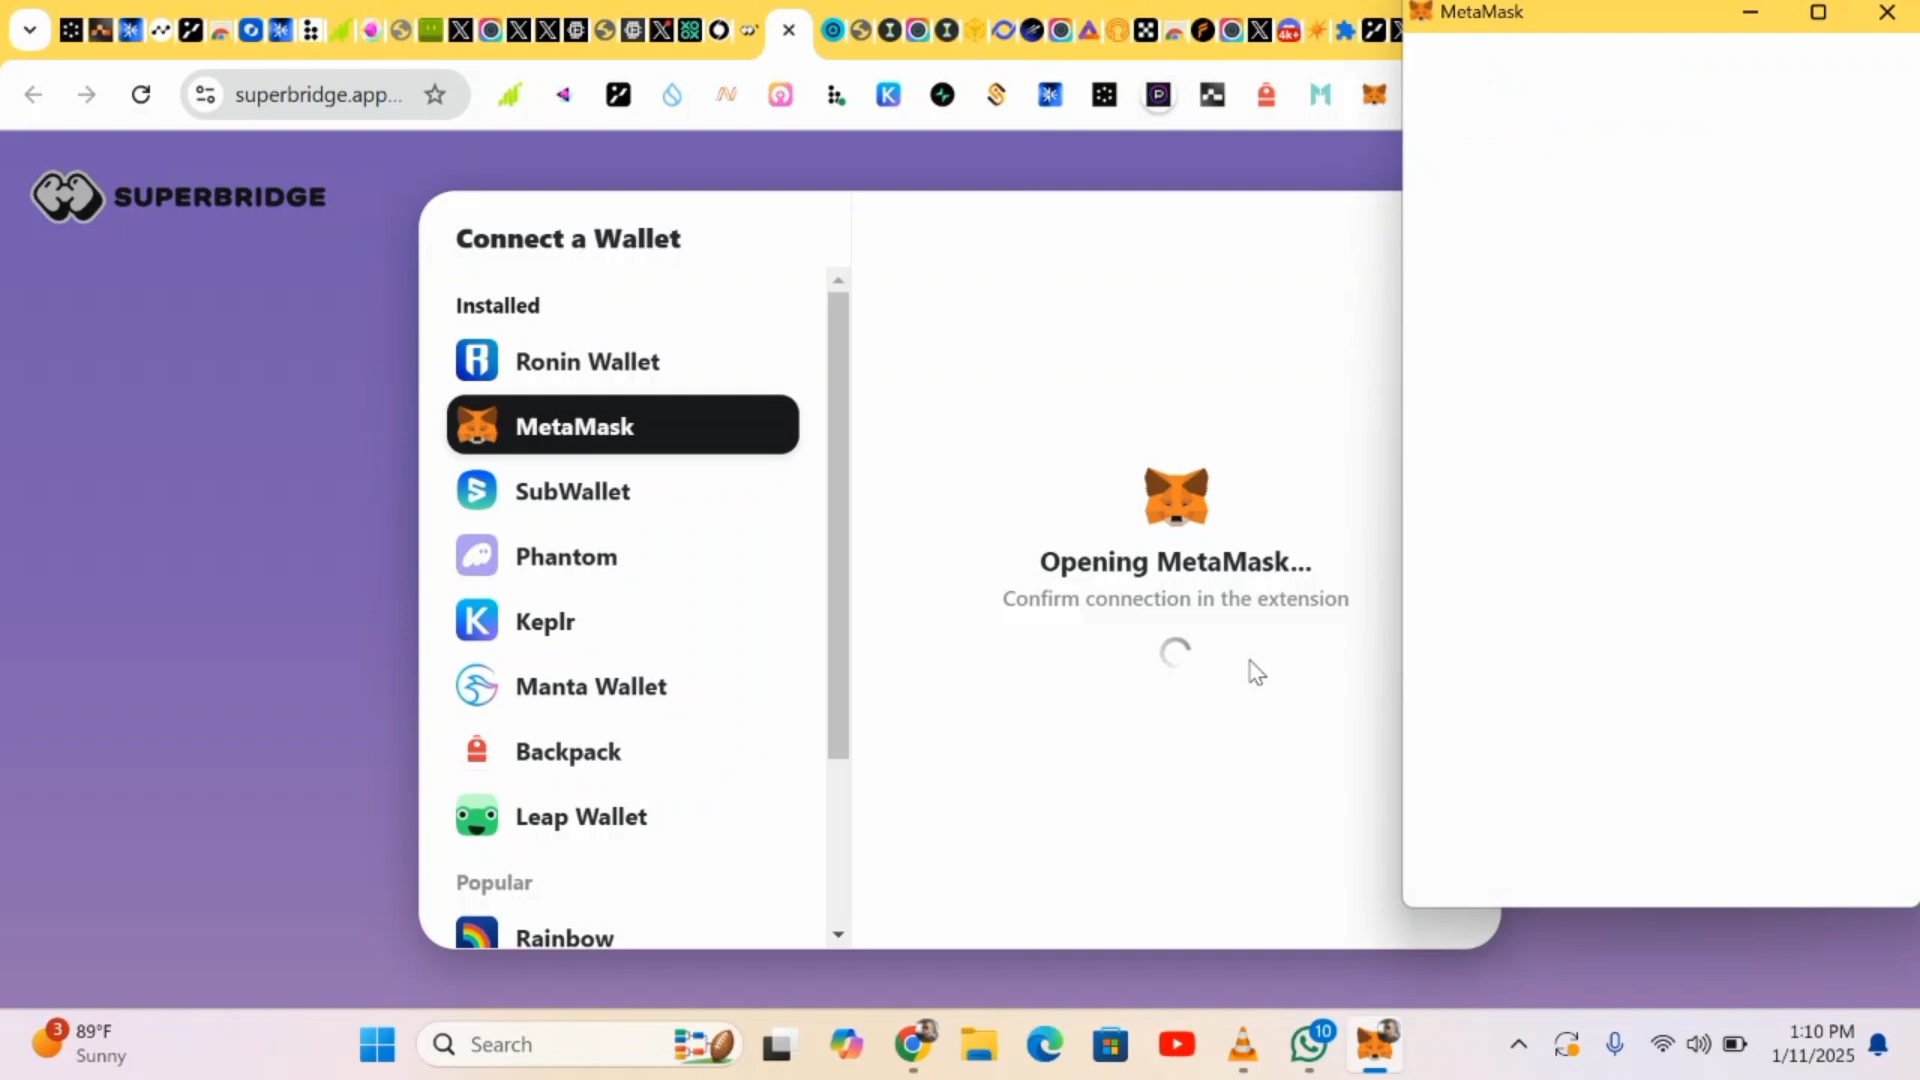 MetaMask
superbridge.app...
4k+
SUPERBRIDGE
Connect a Wallet
Installed
Ronin Wallet
MetaMask
SubWallet
Phantom
Keplr
Manta Wallet
Backpack
Leap Wallet
Popular
Rainbow
Opening MetaMask...
Confirm connection in the extension
3
89°F
Sunny
Search
10
1:10 PM
1/11/2025